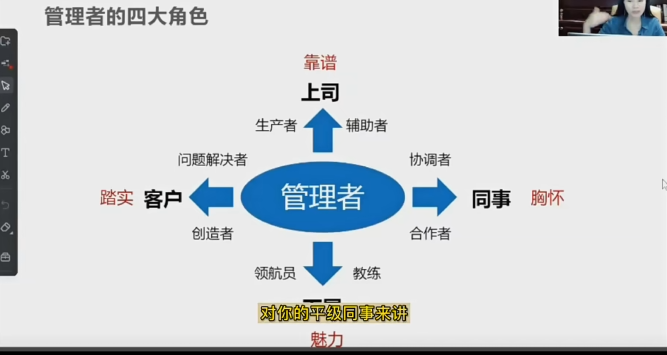 管理者的四大角色
靠谱
上司
生产者 辅助者
问题解决者 协调者
踏实 客户 管理者 同事 胸怀
创造者 合作者
领航员 教练
对你的平级同事来讲
魅力